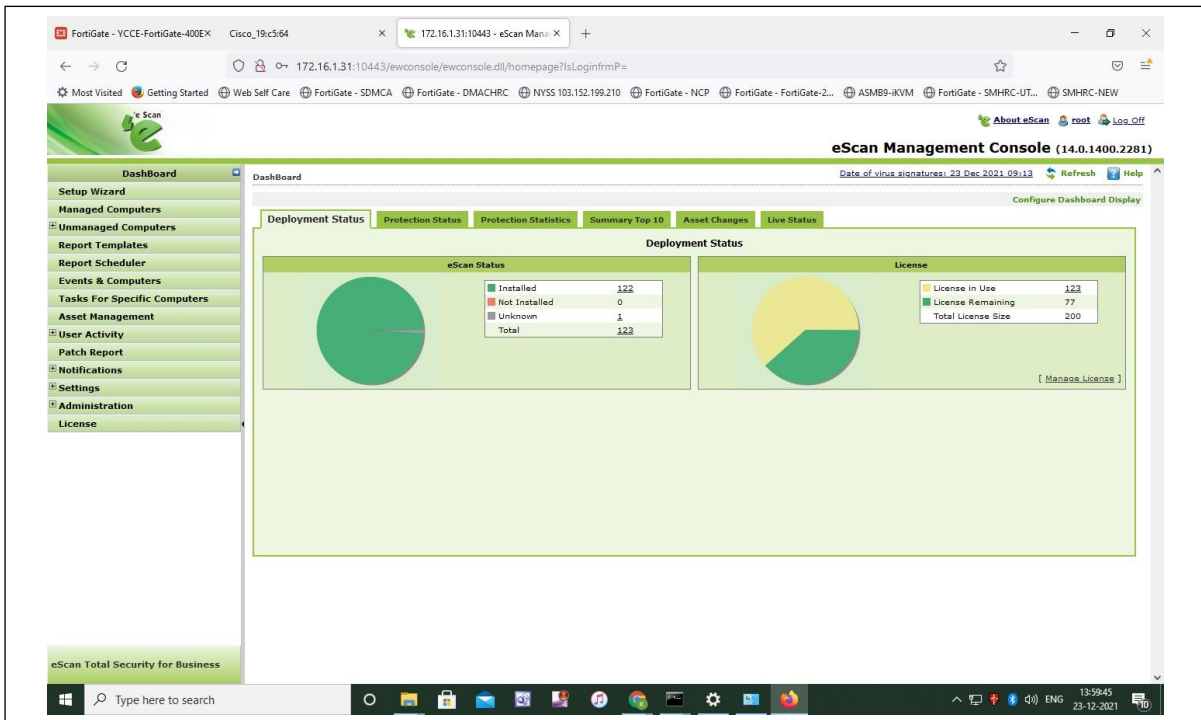 FortiGate - YCCE-FortiGate-400E
Cisco_19:c5:64
172.16.1.31:10443 - eScan Mana
172.16.1.31:10443/ewconsole/ewconsole.dll/homepage?IsLoginfrmP=
Most Visited
Getting Started
Web Self Care
FortiGate - SDMCA
FortiGate - DMACHRC
NYSS 103.152.199.210
FortiGate - NCP
FortiGate - FortiGate-2...
ASMB9-iKVM
FortiGate - SMHRC-UT...
SMHRC-NEW
e Scan
About eScan
root
Log Off
eScan Management Console (14.0.1400.2281)
DashBoard
Setup Wizard
Managed Computers
Unmanaged Computers
Report Templates
Report Scheduler
Events & Computers
Tasks For Specific Computers
Asset Management
User Activity
Patch Report
Notifications
Settings
Administration
License
eScan Total Security for Business
DashBoard
Date of virus signatures: 23 Dec 2021 09:13
Refresh
Help
Configure Dashboard Display
Deployment Status
Protection Status
Protection Statistics
Summary Top 10
Asset Changes
Live Status
Deployment Status
eScan Status
Installed 122
Not Installed 0
Unknown 1
Total 123
License
License in Use 123
License Remaining 77
Total License Size 200
[ Manage License ]
Type here to search
ENG
13:59:45
23-12-2021